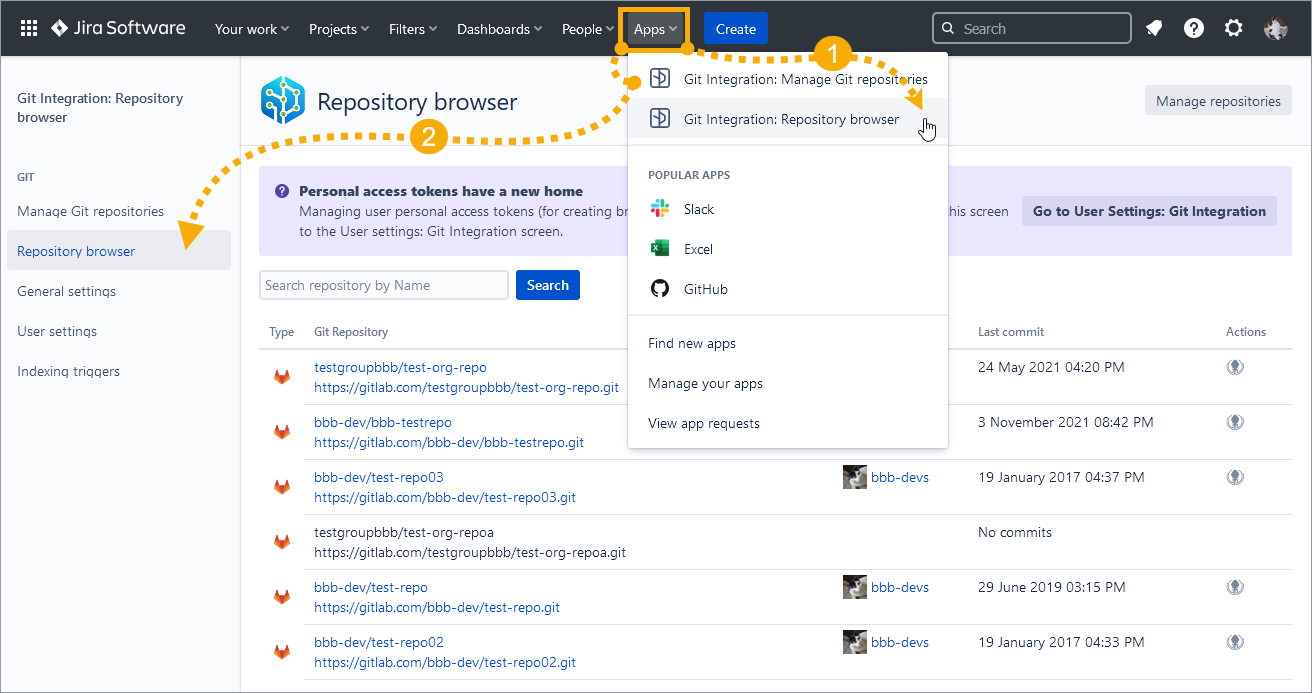 Jira Software
Your work
Projects
Filters
Dashboards
People
Apps
Create
Search
1
Git Integration: Manage Git repositories
Git Integration: Repository browser
POPULAR APPS
Slack
Excel
GitHub
Find new apps
Manage your apps
View app requests
Git Integration: Repository
browser
GIT
Manage Git repositories
Repository browser
General settings
User settings
Indexing triggers
Repository browser
Manage repositories
2
Personal access tokens have a new home
Managing user personal access tokens (for creating this screen
to the User settings: Git Integration screen.
Go to User Settings: Git Integration
Search repository by Name
Search
Type Git Repository Last commit Actions
testgroupbbb/test-org-repo 24 May 2021 04:20 PM
https://gitlab.com/testgroupbbb/test-org-repo.git
bbb-dev/bbb-testrepo 3 November 2021 08:42 PM
https://gitlab.com/bbb-dev/bbb-testrepo.git
bbb-dev/test-repo03 bbb-devs 19 January 2017 04:37 PM
https://gitlab.com/bbb-dev/test-repo03.git
testgroupbbb/test-org-repoa No commits
https://gitlab.com/testgroupbbb/test-org-repoa.git
bbb-dev/test-repo bbb-devs 29 June 2019 03:15 PM
https://gitlab.com/bbb-dev/test-repo.git
bbb-dev/test-repo02 bbb-devs 19 January 2017 04:33 PM
https://gitlab.com/bbb-dev/test-repo02.git